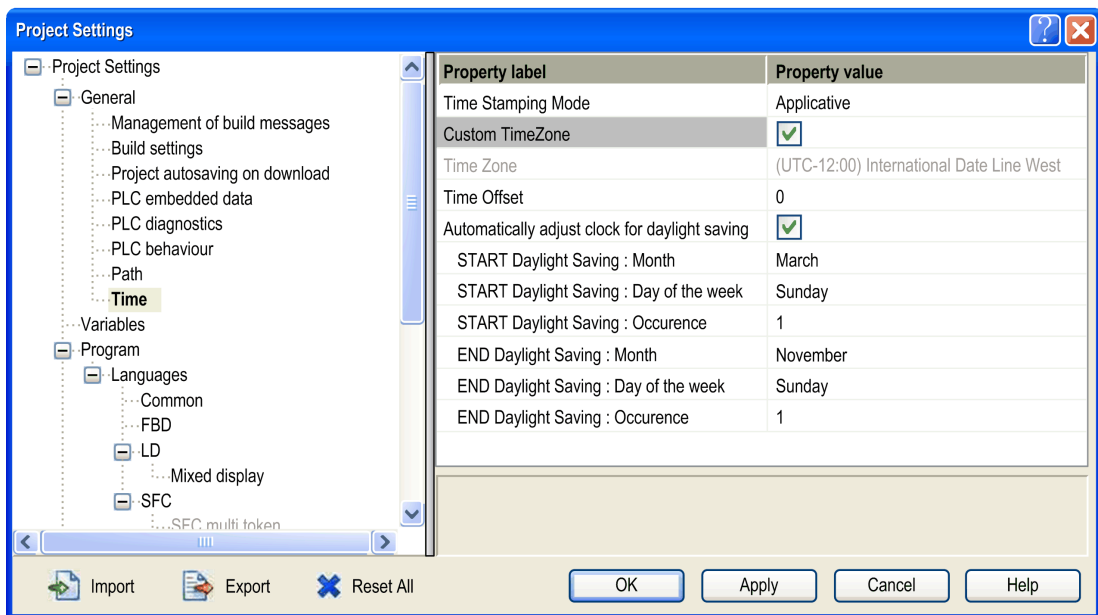 Project Settings
Project Settings
General
Management of build messages
Build settings
Project autosaving on download
PLC embedded data
PLC diagnostics
PLC behaviour
Path
Time
Variables
Program
Languages
Common
FBD
LD
Mixed display
SFC
SFC multi token
Property label Property value
Time Stamping Mode Applicative
Custom TimeZone
Time Zone (UTC-12:00) International Date Line West
Time Offset 0
Automatically adjust clock for daylight saving
START Daylight Saving : Month March
START Daylight Saving : Day of the week Sunday
START Daylight Saving : Occurence 1
END Daylight Saving : Month November
END Daylight Saving : Day of the week Sunday
END Daylight Saving : Occurence 1
Import Export Reset All OK Apply Cancel Help